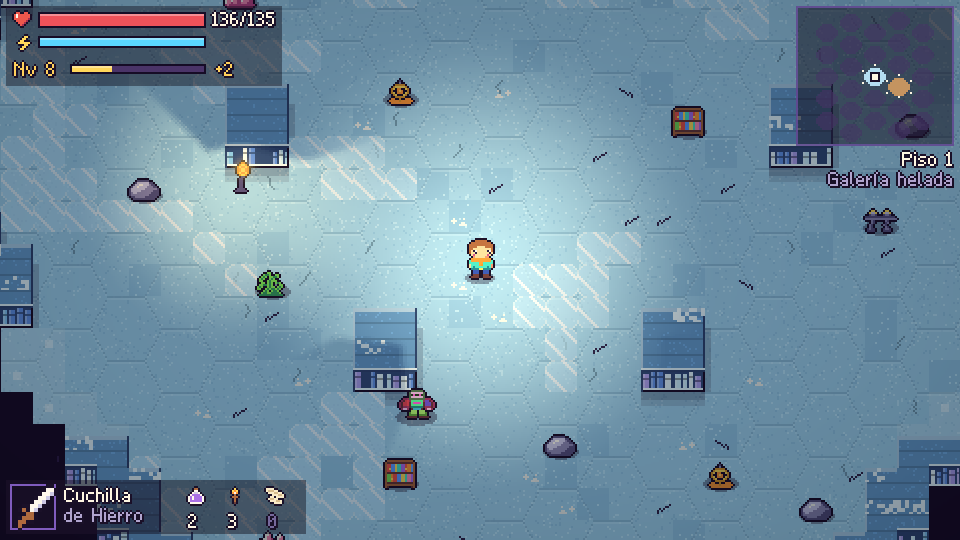 136/135
Nv 8 +2
Piso 1
Galería helada
Cuchilla
de Hierro
2 3 0